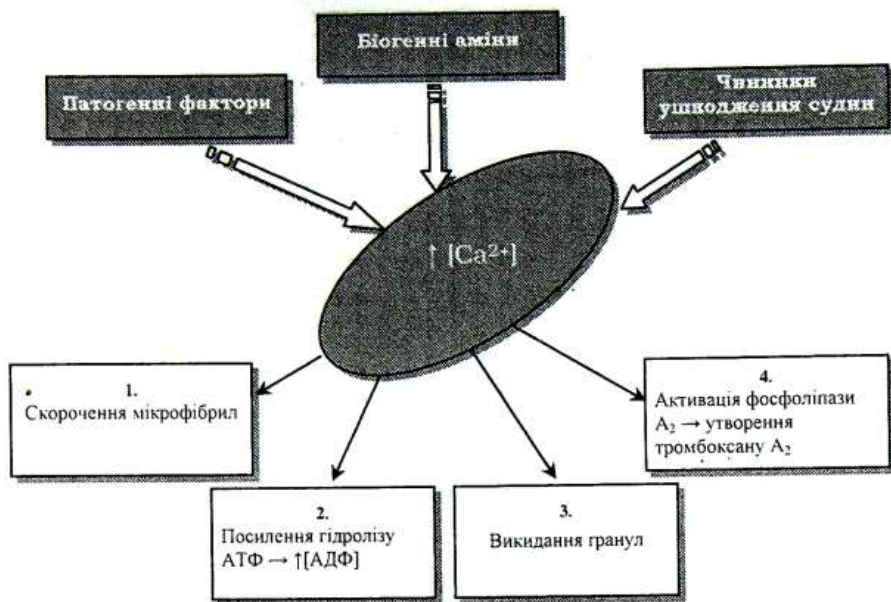 Біогенні аміни
Патогенні фактори
Чинники
ушкодження судин
↑ [Ca²⁺]
1.
Скорочення мікрофібрил
2.
Посилення гідролізу
АТФ → ↑[АДФ]
3.
Викидання гранул
4.
Активація фосфоліпази
A₂ → утворення
тромбоксану A₂